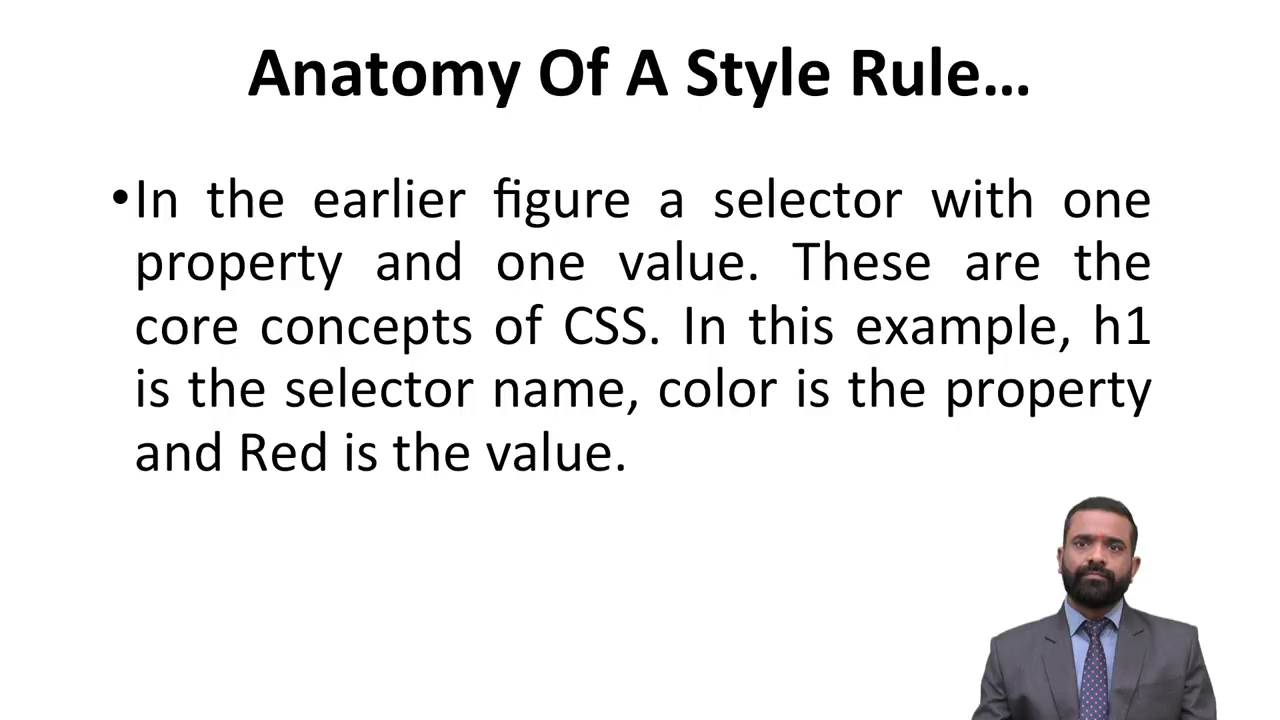 Anatomy Of A Style Rule...
•In the earlier figure a selector with one
property and one value. These are the
core concepts of CSS. In this example, h1
is the selector name, color is the property
and Red is the value.